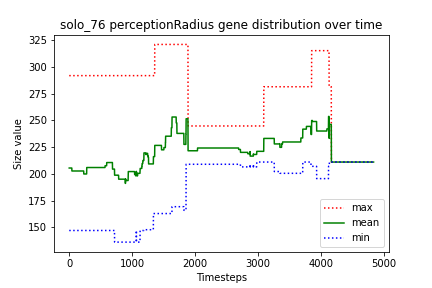 solo_76 perceptionRadius gene distribution over time
325
300
275
250
225
200
175
150
Size value
0
1000
2000
3000
4000
5000
Timesteps
max
mean
min